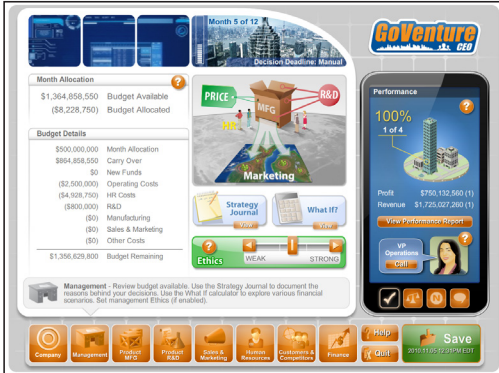 Month 5 of 12
Decision Deadline: Manual
GoVenture
CEO
Month Allocation
?
$1,364,858,550 Budget Available
($8,228,750) Budget Allocated
Budget Details
$500,000,000 Month Allocation
$864,858,550 Carry Over
$0 New Funds
($2,500,000) Operating Costs
($4,928,750) HR Costs
($800,000) R&D
($0) Manufacturing
($0) Sales & Marketing
($0) Other Costs
$1,356,629,800 Budget Remaining
PRICE
MFG
R&D
HR
Marketing
Strategy
Journal
View
What If?
View
?
Ethics
WEAK
STRONG
Performance
?
100%
1 of 4
Profit $750,132,560 (1)
Revenue $1,725,027,260 (1)
View Performance Report
VP
Operations
Call
?
Management - Review budget available. Use the Strategy Journal to document the
reasons behind your decisions. Use the What If calculator to explore various financial
scenarios. Set management Ethics (if enabled).
Company
Management
Product
MFG
Product
R&D
Sales &
Marketing
Human
Resources
Customers &
Competitors
Finance
Help
Quit
Save
2010.11.05-12:31PM EDT